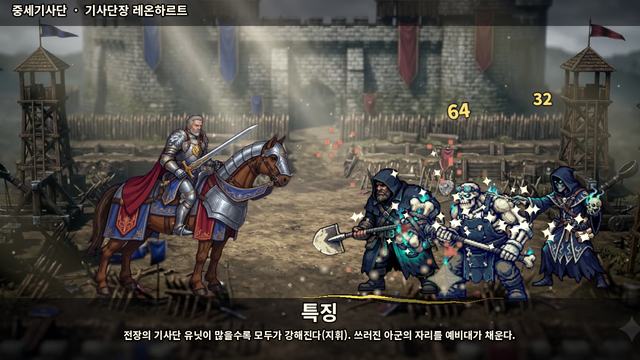 중세기사단 · 기사단장 레온하르트
64
32
특징
전장의 기사단 유닛이 많을수록 모두가 강해진다(지휘). 쓰러진 아군의 자리를 예비대가 채운다.